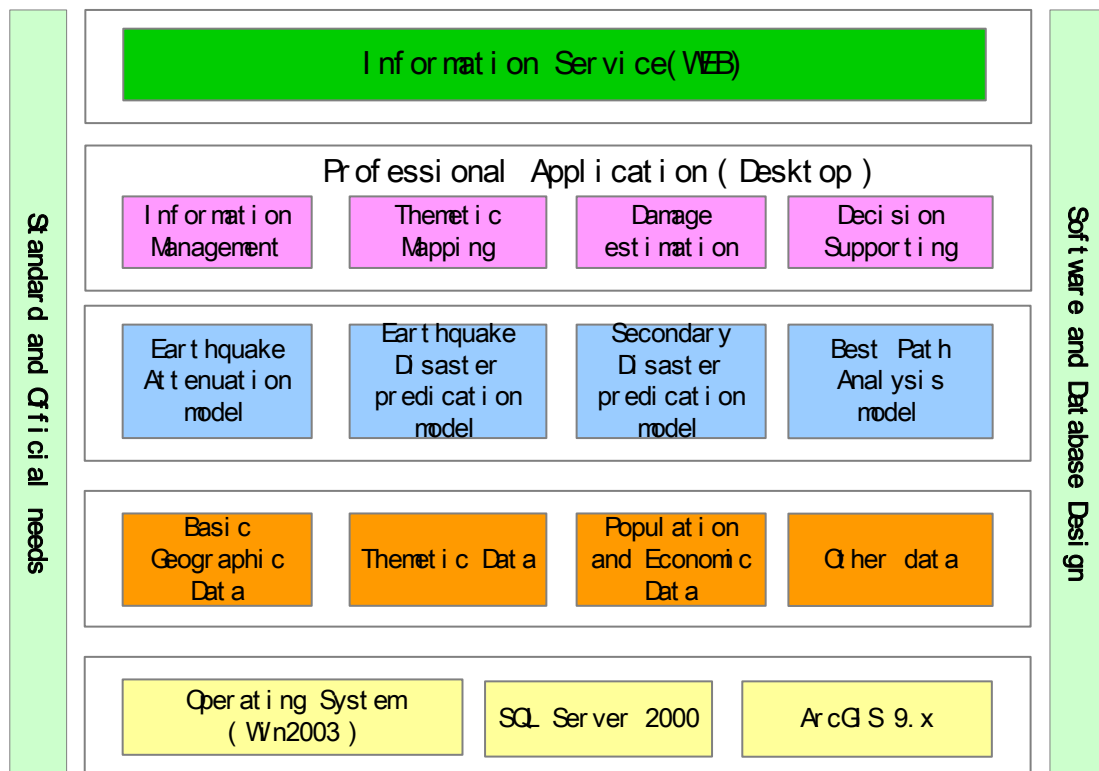 Information Service(WEB)
Professional Application(Desktop)
Information
Management
Themetic
Mapping
Damage
estimation
Decision
Supporting
Earthquake
Attenuation
model
Earthquake
Disaster
predication
model
Secondary
Disaster
predication
model
Best Path
Analysis
model
Basic
Geographic
Data
Themetic Data
Population
and Economic
Data
Other data
Operating System
(Win2003)
SQL Server 2000
ArcGIS 9.x
Standard and Official needs
Software and Database Design